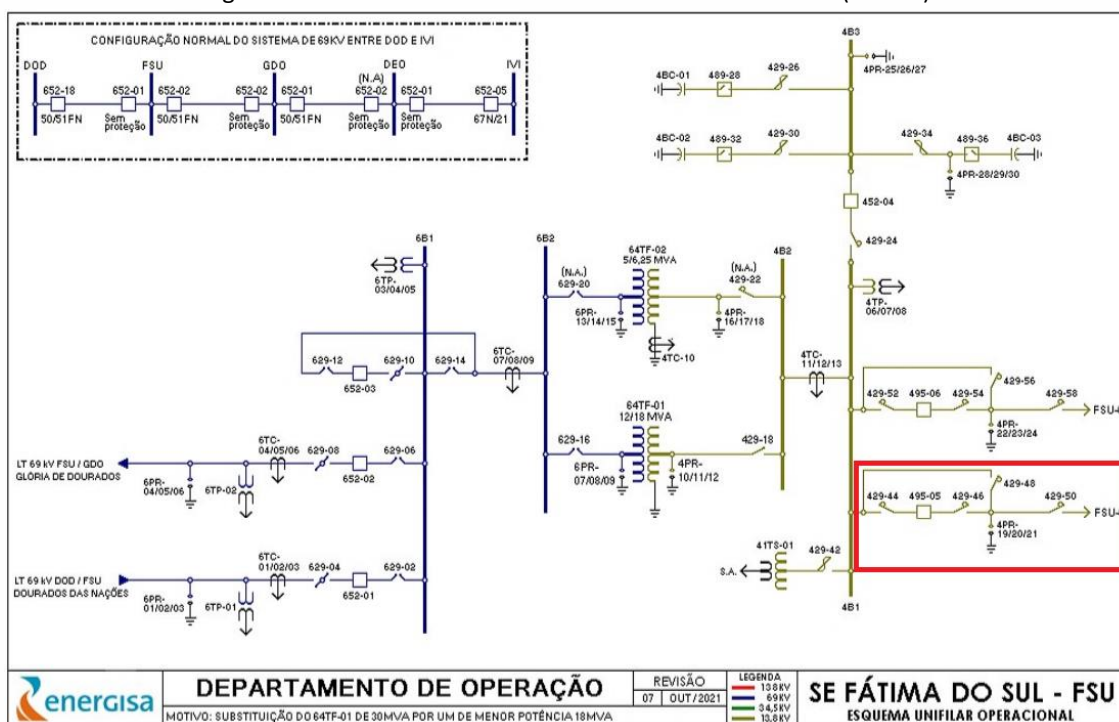 CONFIGURAÇÃO NORMAL DO SISTEMA DE 69KV ENTRE DOD E IVI
DOD FSU GDO DEO IVI
(N.A)
652-18 652-01 652-02 652-02 652-01 652-02 652-01 652-05
50/51FN Sem proteção 50/51FN Sem proteção 50/51FN Sem proteção Sem proteção 67N/21
4B3
4PR-25/26/27
4BC-01 489-28 429-26
4BC-02 489-32 429-30 429-34 489-36 4BC-03
4PR-28/29/30
452-04
429-24
6B1 6B2 64TF-02
5/6,25 MVA
4B2
6TP-
03/04/05
(N.A.)
629-20
(N.A.)
429-22
4TP-
06/07/08
6PR-
13/14/15
4PR-
16/17/18
4TC-10
629-12 629-10 629-14
652-03
6TC-
07/08/09
4TC-
11/12/13
429-56
429-52 495-06 429-54 429-58
FSU-
4PR-
22/23/24
64TF-01
12/18 MVA
629-16 429-18
6PR-
07/08/09
4PR-
10/11/12
LT 69 kV FSU / GDO
GLÓRIA DE DOURADOS
6PR-
04/05/06
6TP-02
6TC-
04/05/06
629-08 629-06
652-02
429-48
429-44 495-05 429-46 429-50
FSU-
4PR-
19/20/21
41TS-01 429-42
S.A.
4B1
LT 69 kV DOD / FSU
DOURADOS DAS NAÇÕES
6PR-
01/02/03
6TP-01
6TC-
01/02/03
629-04 629-02
652-01
energisa
DEPARTAMENTO DE OPERAÇÃO
MOTIVO: SUBSTITUIÇÃO DO 64TF-01 DE 30MVA POR UM DE MENOR POTÊNCIA 18MVA
REVISÃO
07 OUT/2021
LEGENDA
138KV
69KV
34,5KV
13,8KV
SE FÁTIMA DO SUL - FSU
ESQUEMA UNIFILAR OPERACIONAL